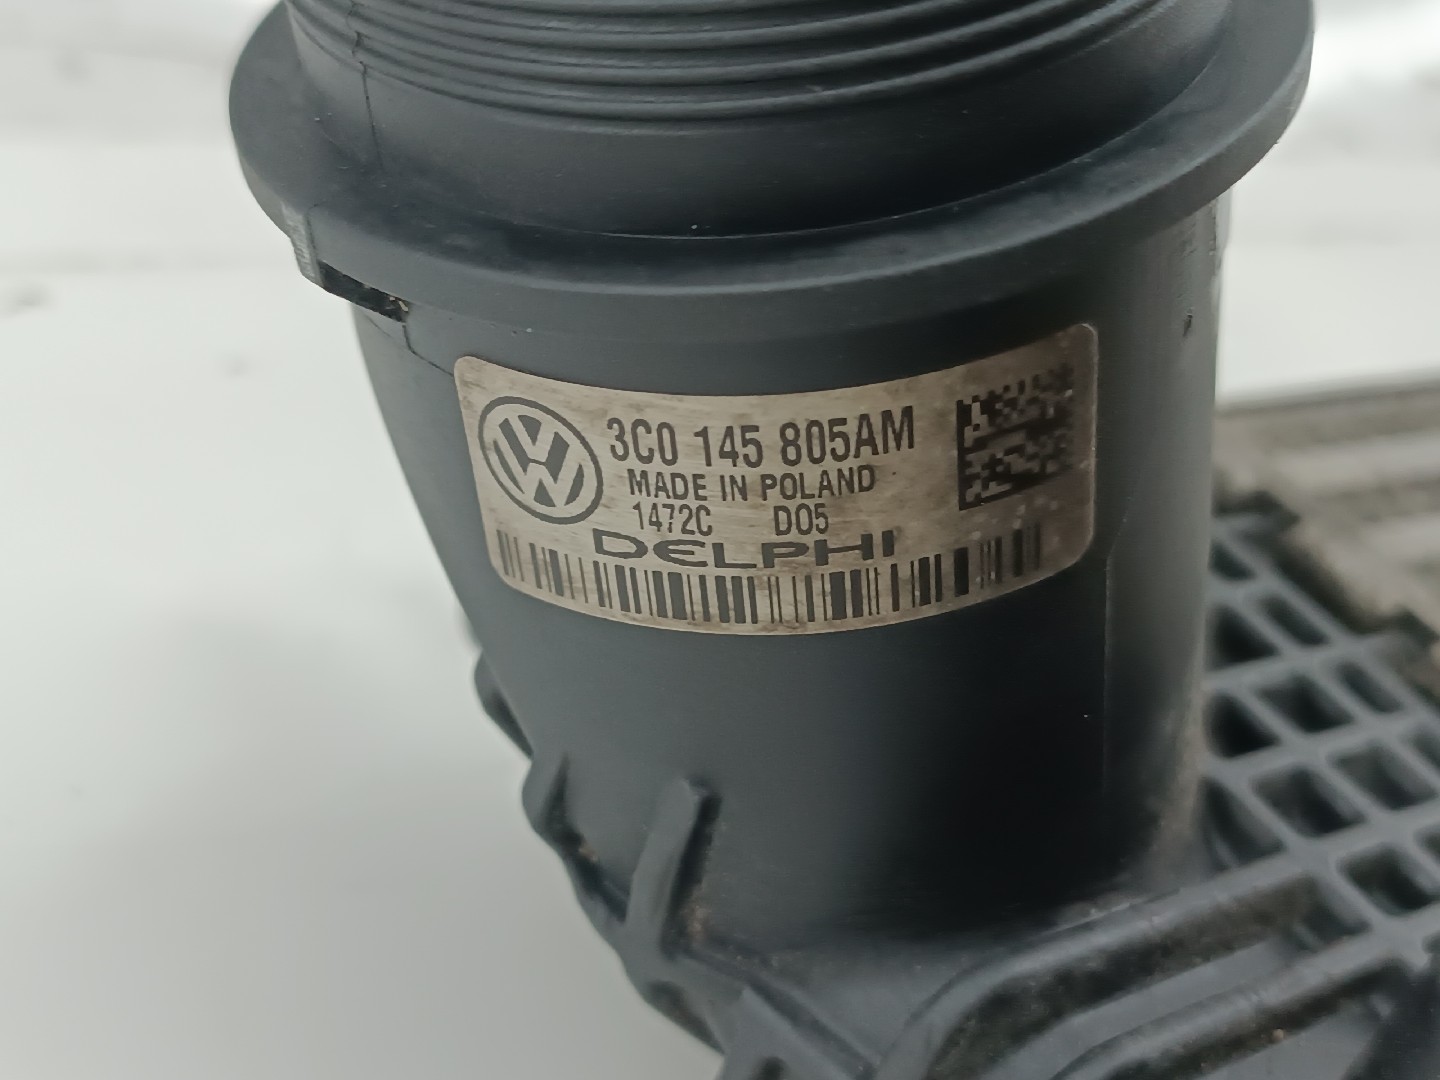 3C0 145 805AM
MADE IN POLAND
1472C D05
DELPHI